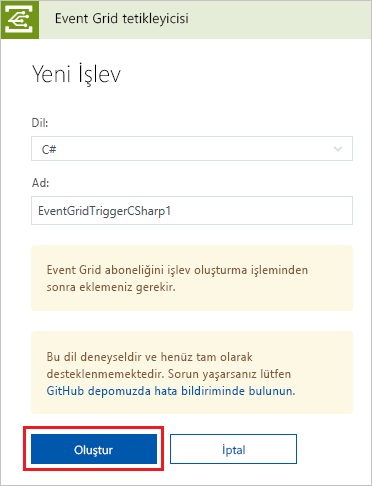 Event Grid tetikleyicisi
Yeni İşlev
Dil:
C#
Ad:
EventGridTriggerCSharp1
Event Grid aboneliğini işlev oluşturma işleminden
sonra eklemeniz gerekir.
Bu dil deneyseldir ve henüz tam olarak
desteklenmemektedir. Sorun yaşarsanız lütfen
GitHub depomuzda hata bildiriminde bulunun.
Oluştur
İptal